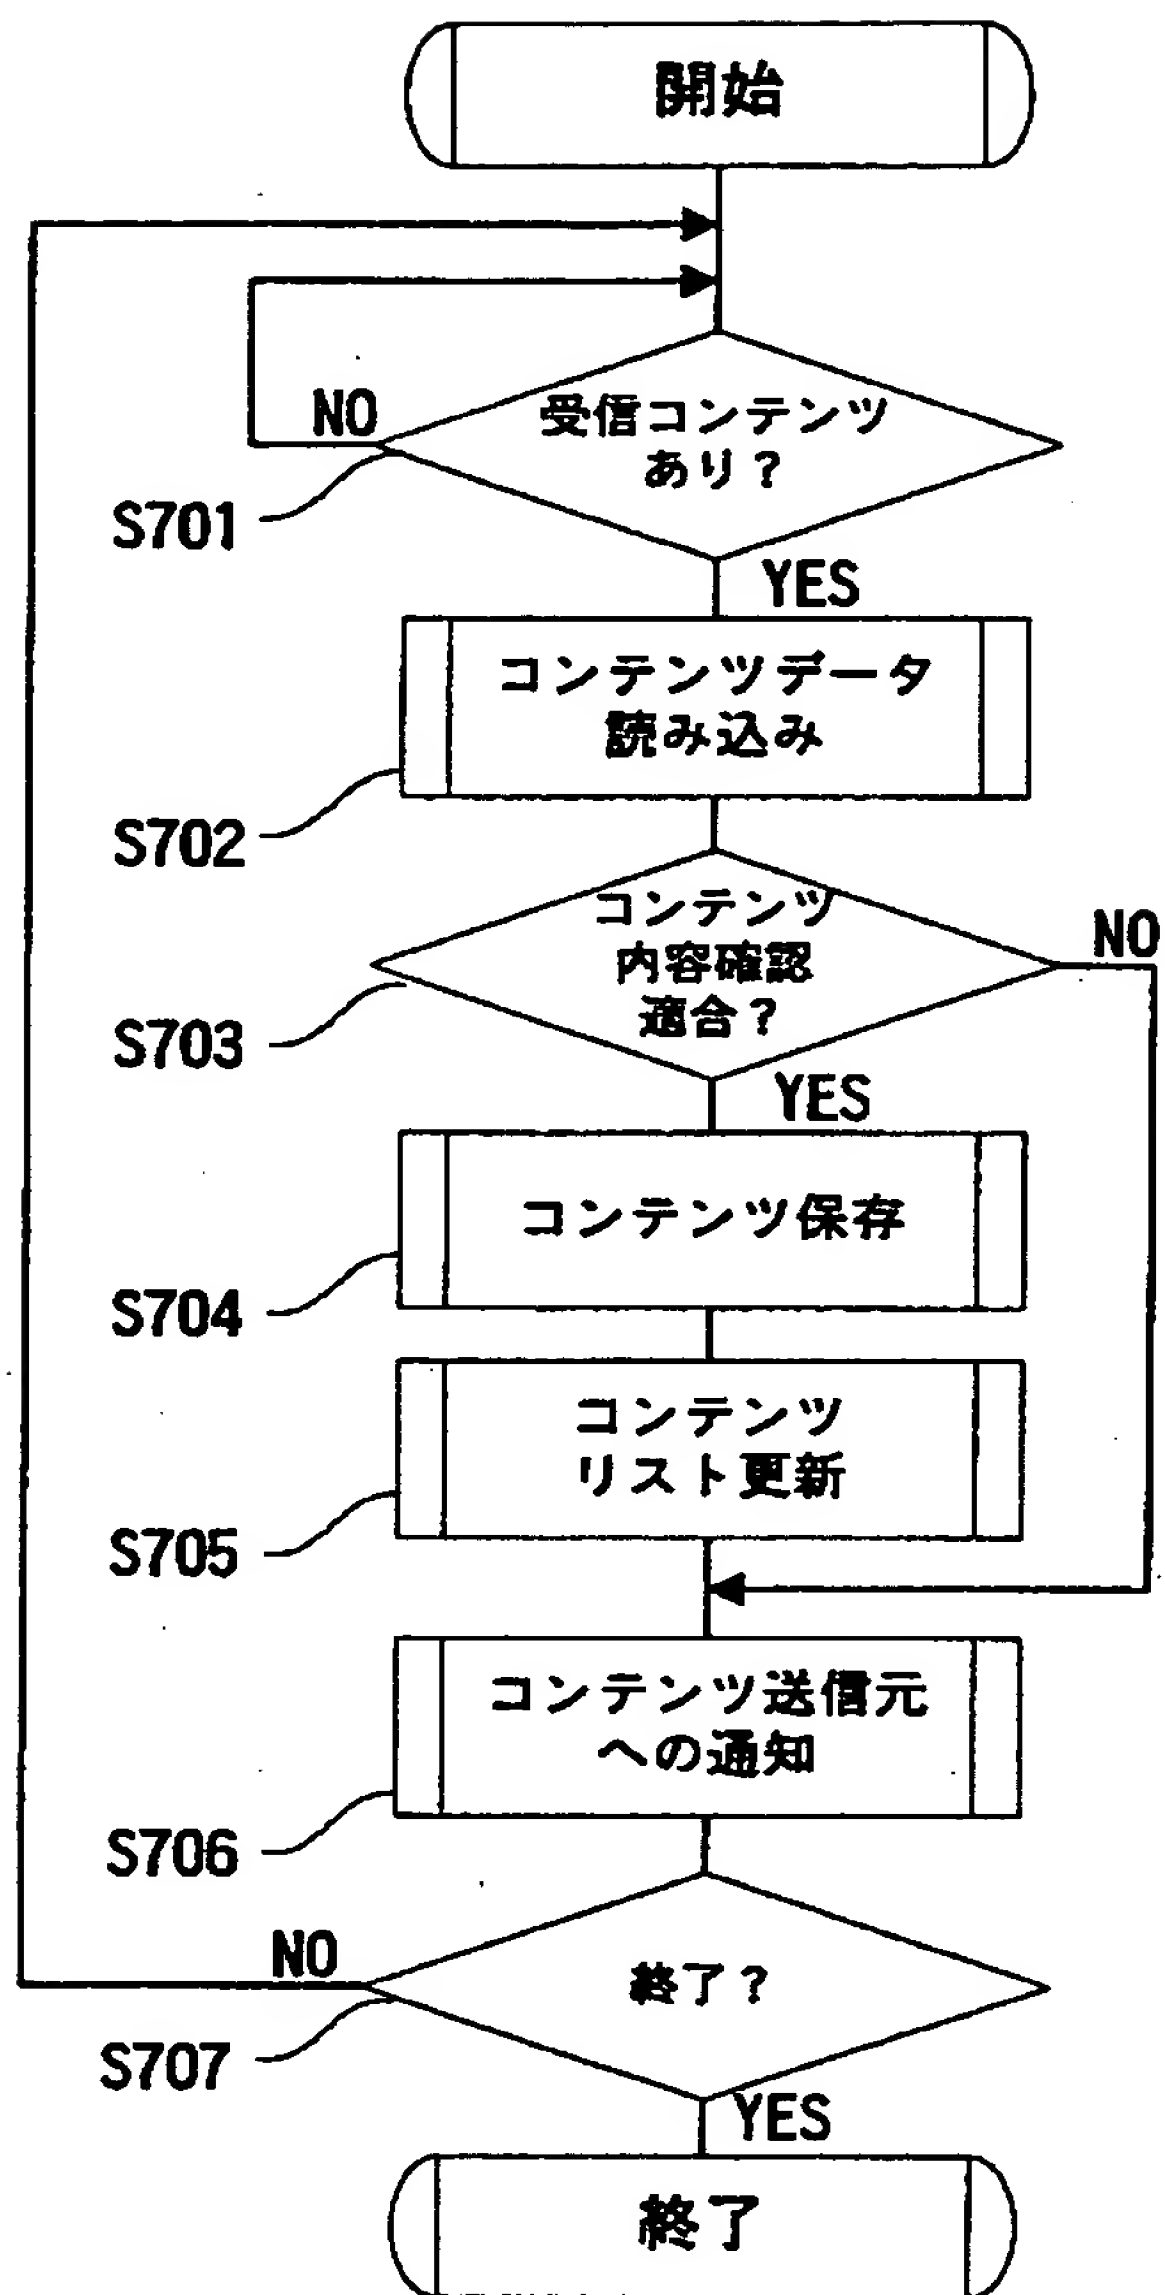 開始
NO
受信コンテンツ
あり？
S701
YES
コンテンツデータ
読み込み
S702
コンテンツ
NO
内容確認
適合？
S703
YES
コンテンツ保存
S704
コンテンツ
リスト更新
S705
コンテンツ送信元
への通知
S706
NO
終了？
S707
YES
終了